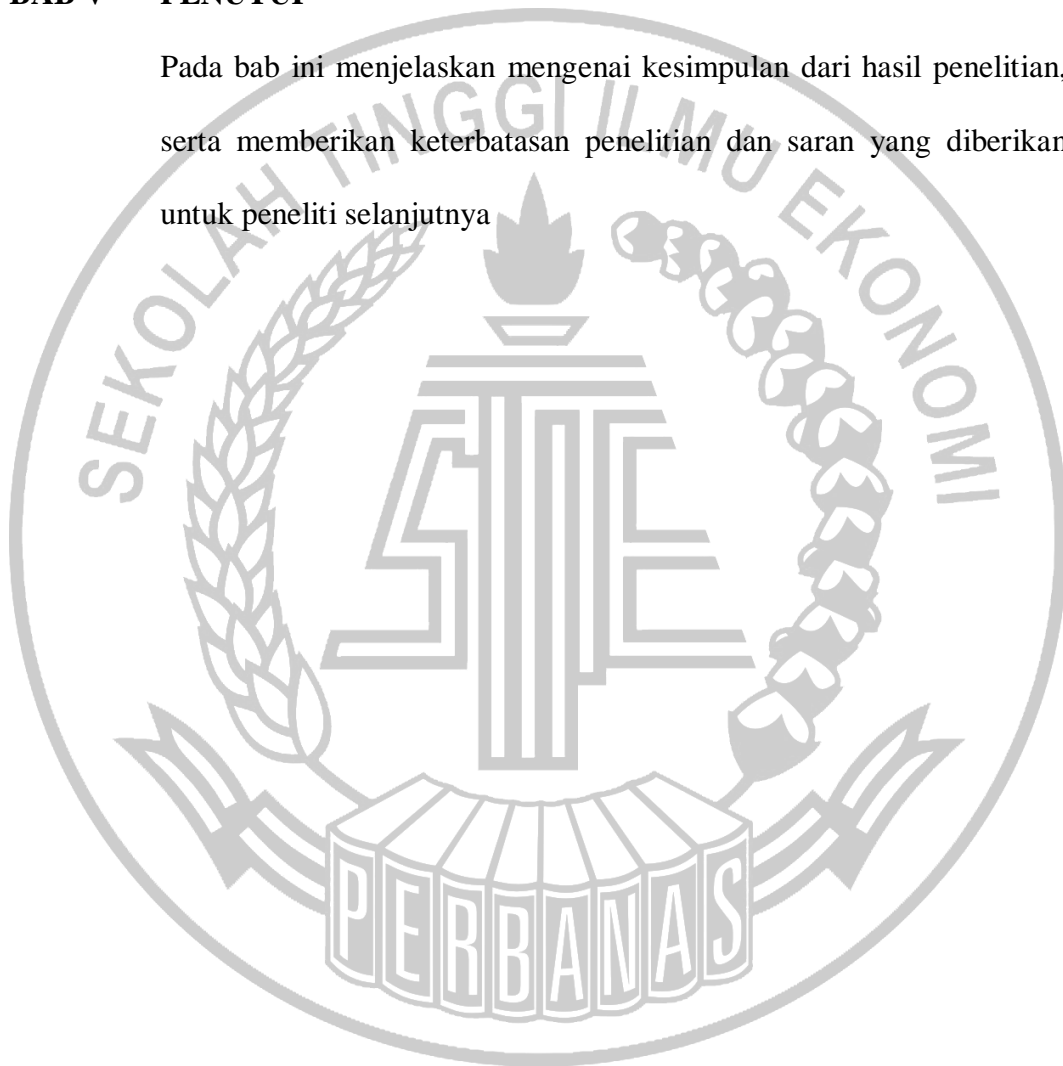 BAB V PENUTUP
Pada bab ini menjelaskan mengenai kesimpulan dari hasil penelitian,
serta memberikan keterbatasan penelitian dan saran yang diberikan
untuk peneliti selanjutnya
SEKOLAH TINGGI ILMU EKONOMI
STIE
PERBANAS